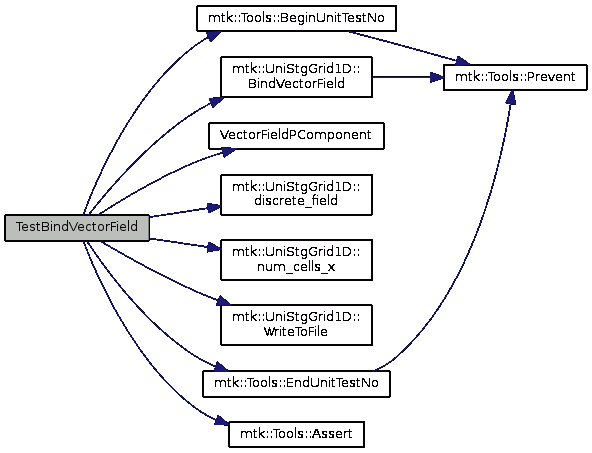 mtk::Tools::BeginUnitTestNo
mtk::UniStgGrid1D::
BindVectorField
mtk::Tools::Prevent
VectorFieldPComponent
mtk::UniStgGrid1D::
discrete_field
TestBindVectorField
mtk::UniStgGrid1D::
num_cells_x
mtk::UniStgGrid1D::
WriteToFile
mtk::Tools::EndUnitTestNo
mtk::Tools::Assert